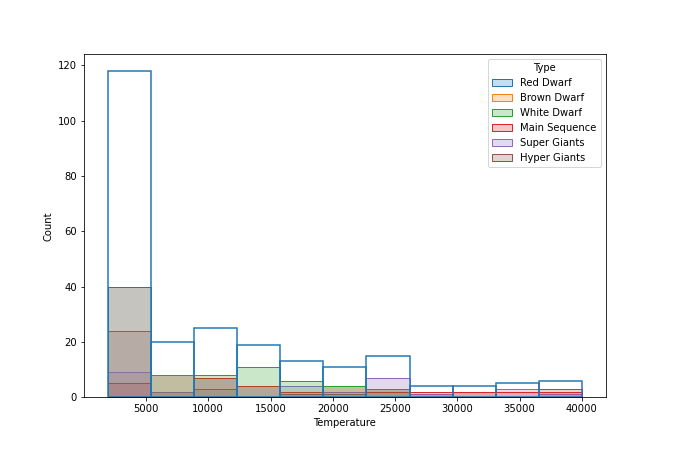 120
100
80
60
40
20
0
Count
Type
Red Dwarf
Brown Dwarf
White Dwarf
Main Sequence
Super Giants
Hyper Giants
5000 10000 15000 20000 25000 30000 35000 40000
Temperature